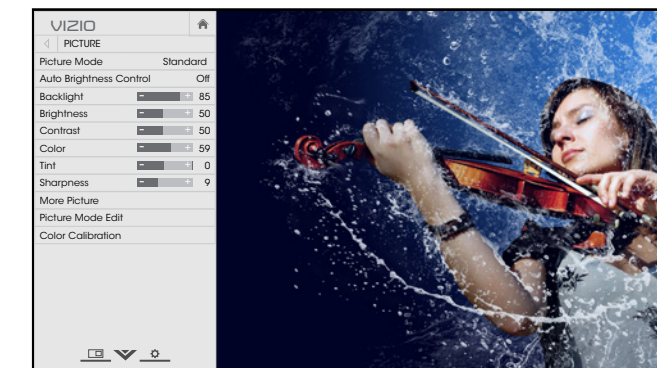 VIZIO
PICTURE
Picture Mode Standard
Auto Brightness Control Off
Backlight 85
Brightness 50
Contrast 50
Color 59
Tint 0
Sharpness 9
More Picture
Picture Mode Edit
Color Calibration